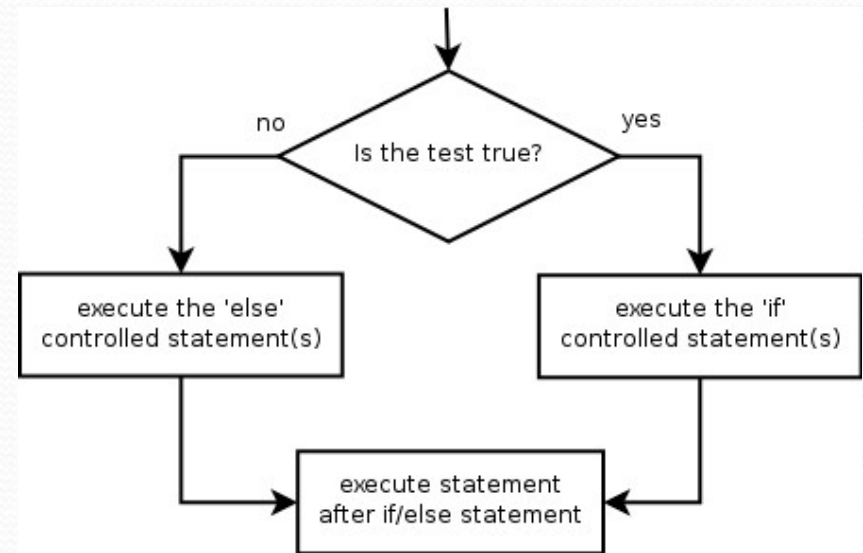 no
yes
Is the test true?
execute the 'else'
controlled statement(s)
execute the 'if'
controlled statement(s)
execute statement
after if/else statement